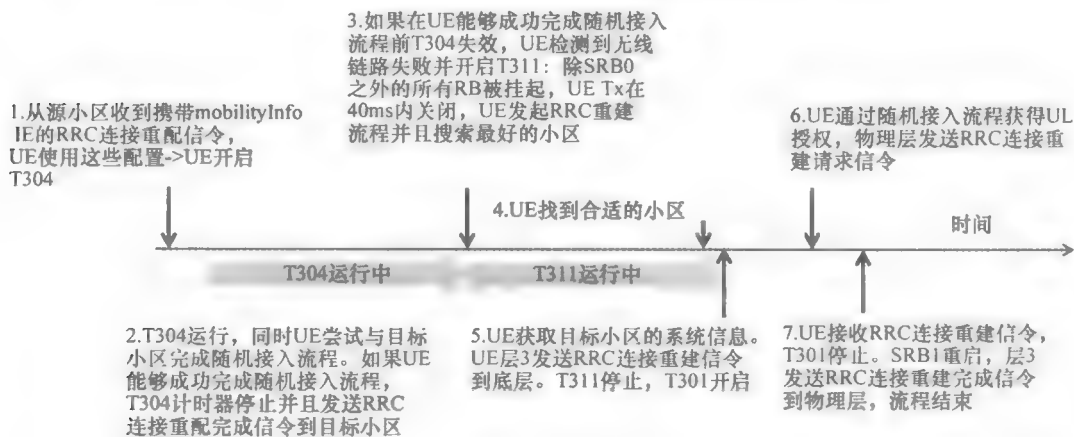 3.如果在UE能够成功完成随机接入
流程前T304失效，UE检测到无线
链路失败并开启T311：除SRB0
之外的所有RB被挂起，UE Tx在
40ms内关闭，UE发起RRC重建
流程并且搜索最好的小区
1.从源小区收到携带mobilityInfo
IE的RRC连接重配信令，
UE使用这些配置->UE开启
T304
6.UE通过随机接入流程获得UL
授权，物理层发送RRC连接重
建请求信令
4.UE找到合适的小区
时间
T304运行中
T311运行中
2.T304运行，同时UE尝试与目标
小区完成随机接入流程。如果UE
能够成功完成随机接入流程，
T304计时器停止并且发送RRC
连接重配完成信令到目标小区
5.UE获取目标小区的系统信息。
UE层3发送RRC连接重建信令
到底层。T311停止，T301开启
7.UE接收RRC连接重建信令，
T301停止。SRB1重启，层3
发送RRC连接重建完成信令
到物理层，流程结束